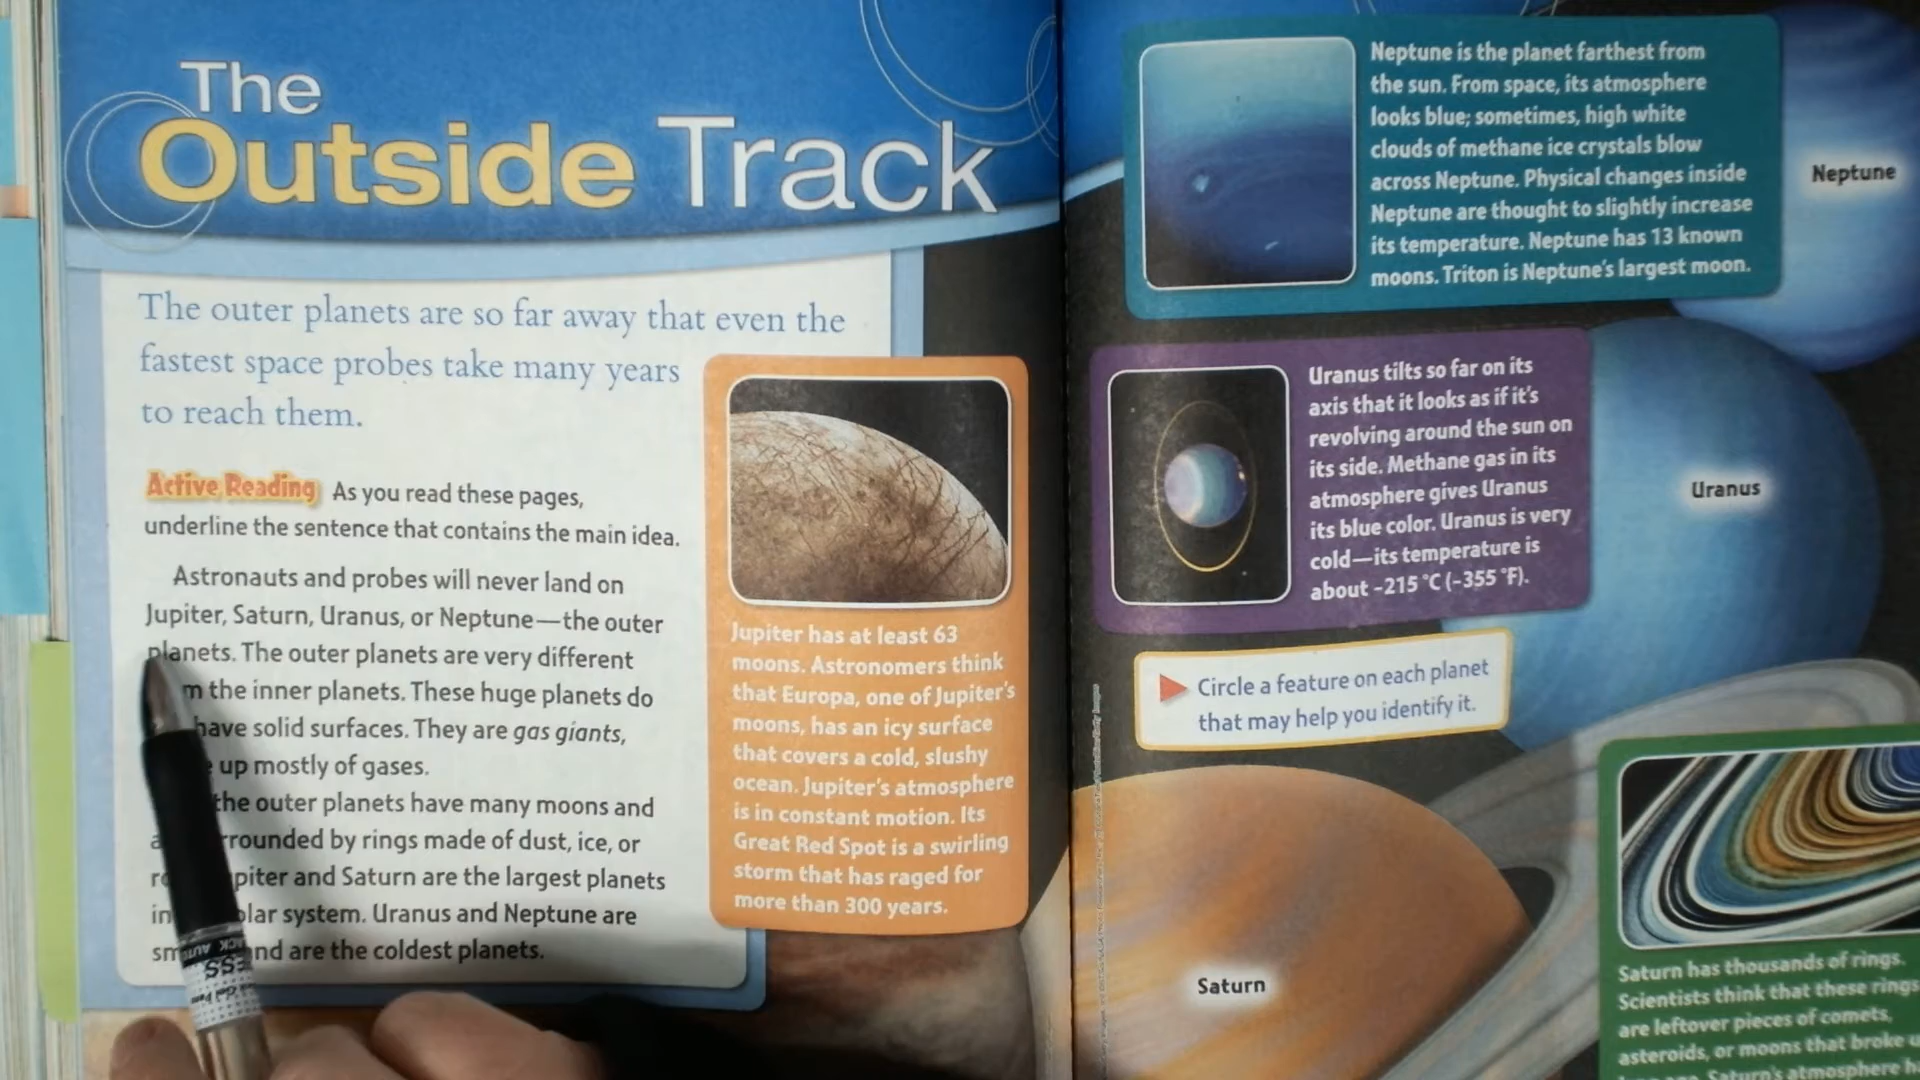 The
Outside Track
The outer planets are so far away that even the
fastest space probes take many years
to reach them.
Active Reading As you read these pages,
underline the sentence that contains the main idea.
Astronauts and probes will never land on
Jupiter, Saturn, Uranus, or Neptune—the outer
planets. The outer planets are very different
m the inner planets. These huge planets do
have solid surfaces. They are gas giants,
up mostly of gases.
the outer planets have many moons and
rrounded by rings made of dust, ice, or
piter and Saturn are the largest planets
in lar system. Uranus and Neptune are
sm nd are the coldest planets.
Jupiter has at least 63
moons. Astronomers think
that Europa, one of Jupiter's
moons, has an icy surface
that covers a cold, slushy
ocean. Jupiter's atmosphere
is in constant motion. Its
Great Red Spot is a swirling
storm that has raged for
more than 300 years.
Neptune is the planet farthest from
the sun. From space, its atmosphere
looks blue; sometimes, high white
clouds of methane ice crystals blow
across Neptune. Physical changes inside
Neptune are thought to slightly increase
its temperature. Neptune has 13 known
moons. Triton is Neptune's largest moon.
Neptune
Uranus tilts so far on its
axis that it looks as if it's
revolving around the sun on
its side. Methane gas in its
atmosphere gives Uranus
its blue color. Uranus is very
cold—its temperature is
about -215 °C (-355 °F).
Uranus
Circle a feature on each planet
that may help you identify it.
Saturn
Saturn has thousands of rings.
Scientists think that these rings
are leftover pieces of comets,
asteroids, or moons that broke
Saturn's atmosphere